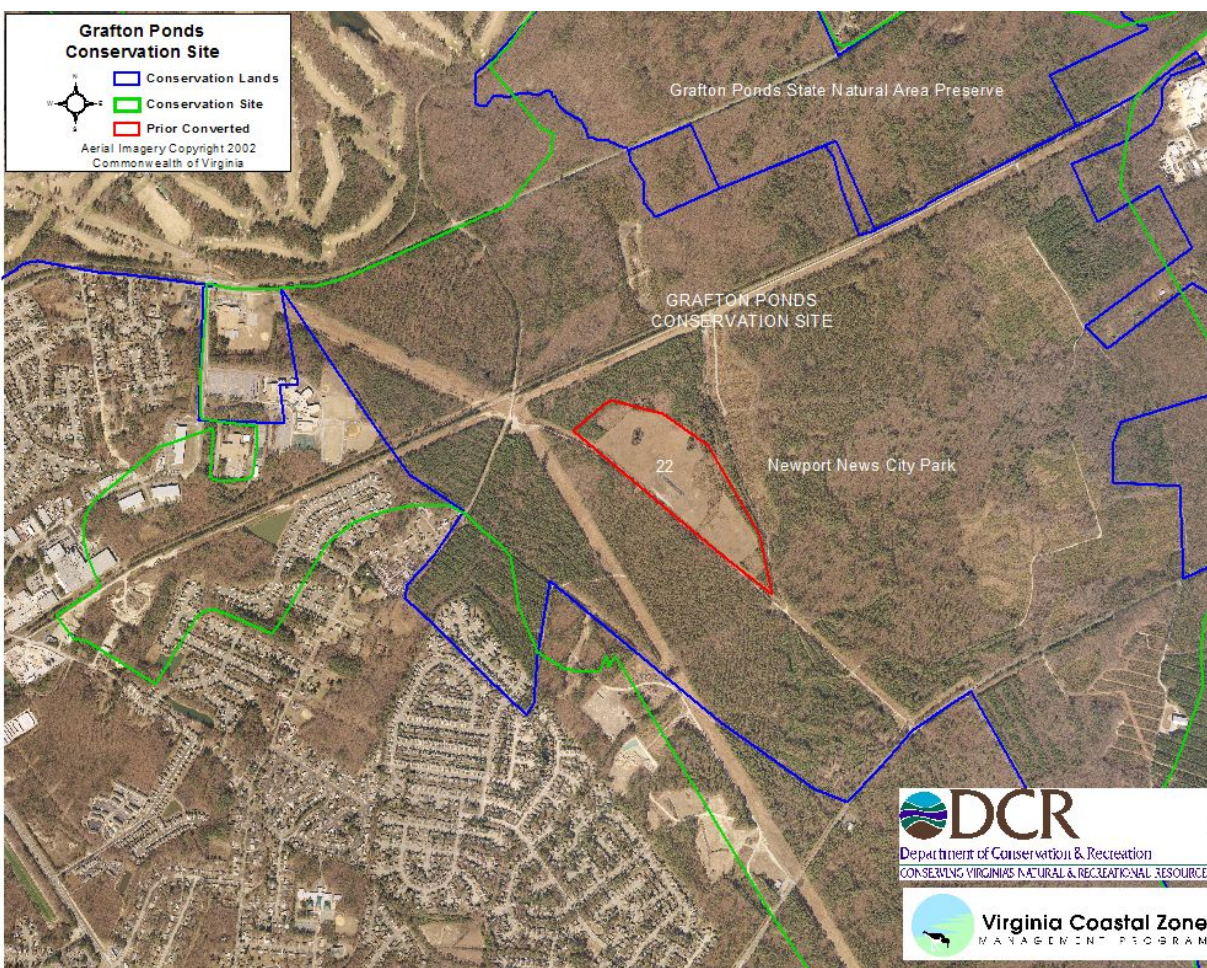 Grafton Ponds
Conservation Site
N
W
E
S
Conservation Lands
Conservation Site
Prior Converted
Aerial Imagery Copyright 2002
Commonwealth of Virginia
Grafton Ponds State Natural Area Preserve
GRAFTON PONDS
CONSERVATION SITE
22
Newport News City Park
DCR
Department of Conservation & Recreation
CONSERVING VIRGINIA'S NATURAL & RECREATIONAL RESOURCE
Virginia Coastal Zone
MANAGEMENT PROGRAM